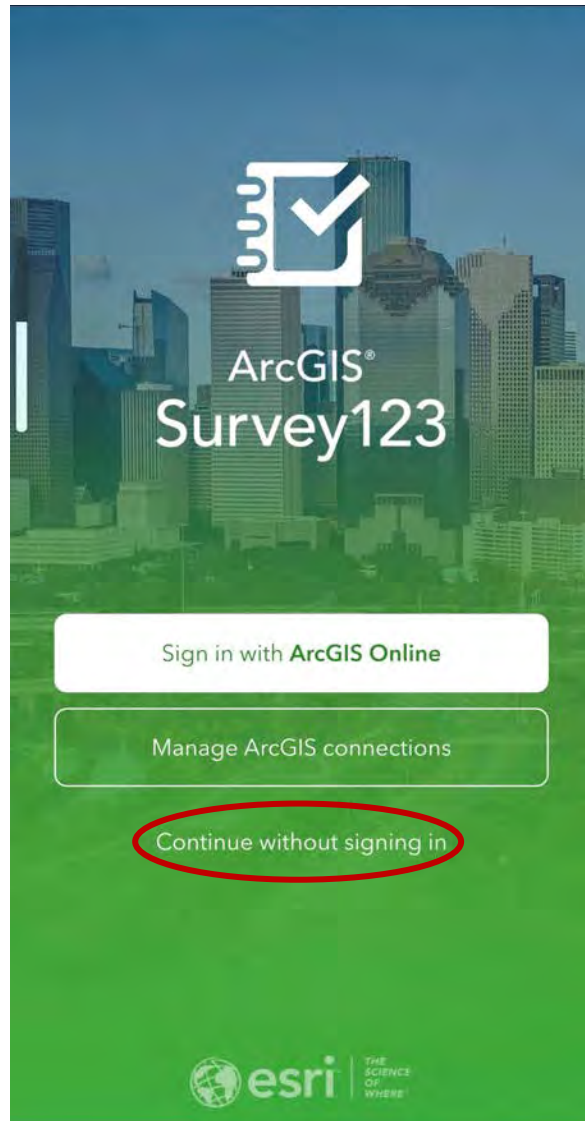 ArcGIS®
Survey123
Sign in with ArcGIS Online
Manage ArcGIS connections
Continue without signing in
esri
THE
SCIENCE
OF
WHERE